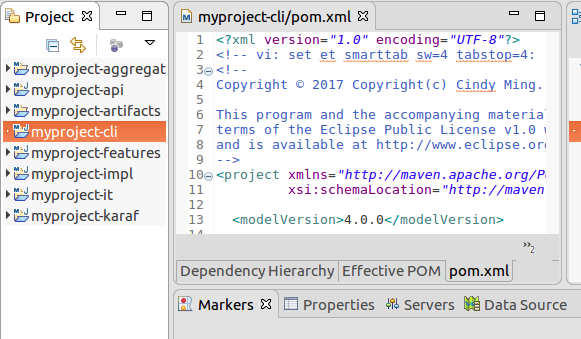 Project
myproject-aggregat
myproject-api
myproject-artifacts
myproject-cli
myproject-features
myproject-impl
myproject-it
myproject-karaf
myproject-cli/pom.xml
1 <?xml version="1.0" encoding="UTF-8"?>
2 <!-- vi: set et smarttab sw=4 tabstop=4:
3 <!--
4 Copyright © 2017 Copyright(c) Cindy Ming.
5
6 This program and the accompanying material
7 terms of the Eclipse Public License v1.0 w
8 and is available at http://www.eclipse.or
9 -->
10 <project xmlns="http://maven.apache.org/P
11 xsi:schemaLocation="http://maven
12
13 <modelVersion>4.0.0</modelVersion>
14
»2
Dependency Hierarchy Effective POM pom.xml
Markers Properties Servers Data Source